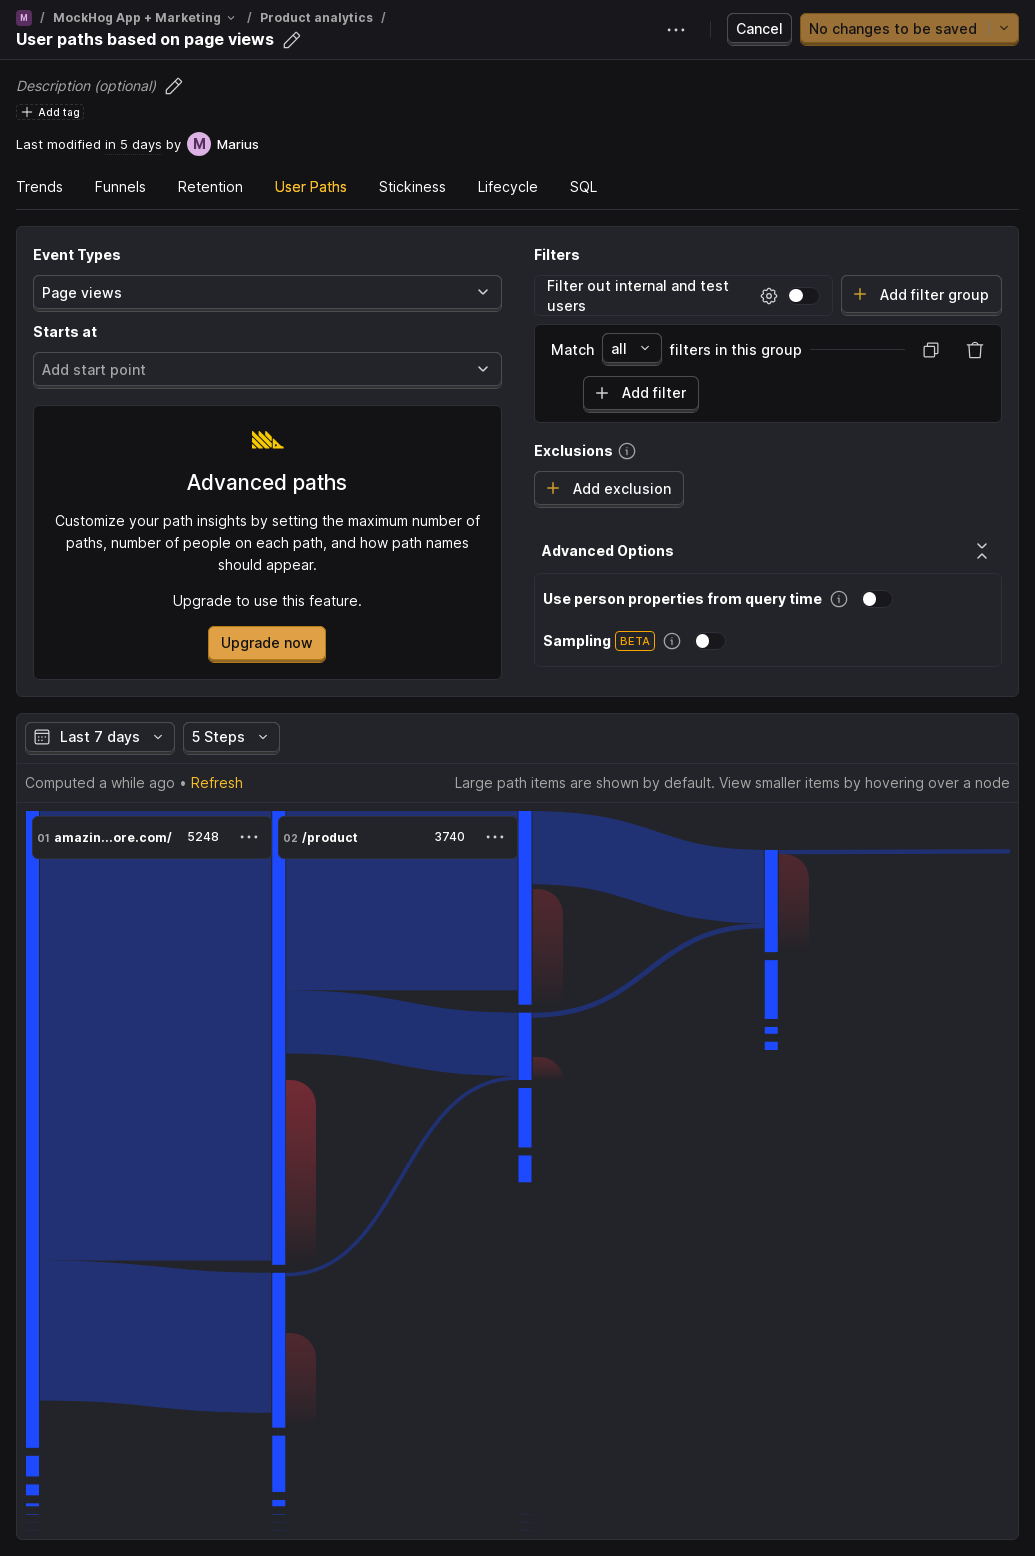 M / MockHog App + Marketing / Product analytics /
User paths based on page views
Cancel
No changes to be saved
Description (optional)
Add tag
Last modified in 5 days by M Marius
Trends Funnels Retention User Paths Stickiness Lifecycle SQL
Event Types
Page views
Starts at
Add start point
Advanced paths
Customize your path insights by setting the maximum number of
paths, number of people on each path, and how path names
should appear.
Upgrade to use this feature.
Upgrade now
Filters
Filter out internal and test
users
Add filter group
Match all filters in this group
Add filter
Exclusions
Add exclusion
Advanced Options
Use person properties from query time
Sampling BETA
Last 7 days 5 Steps
Computed a while ago • Refresh
Large path items are shown by default. View smaller items by hovering over a node
01 amazin...ore.com/ 5248
02 /product 3740